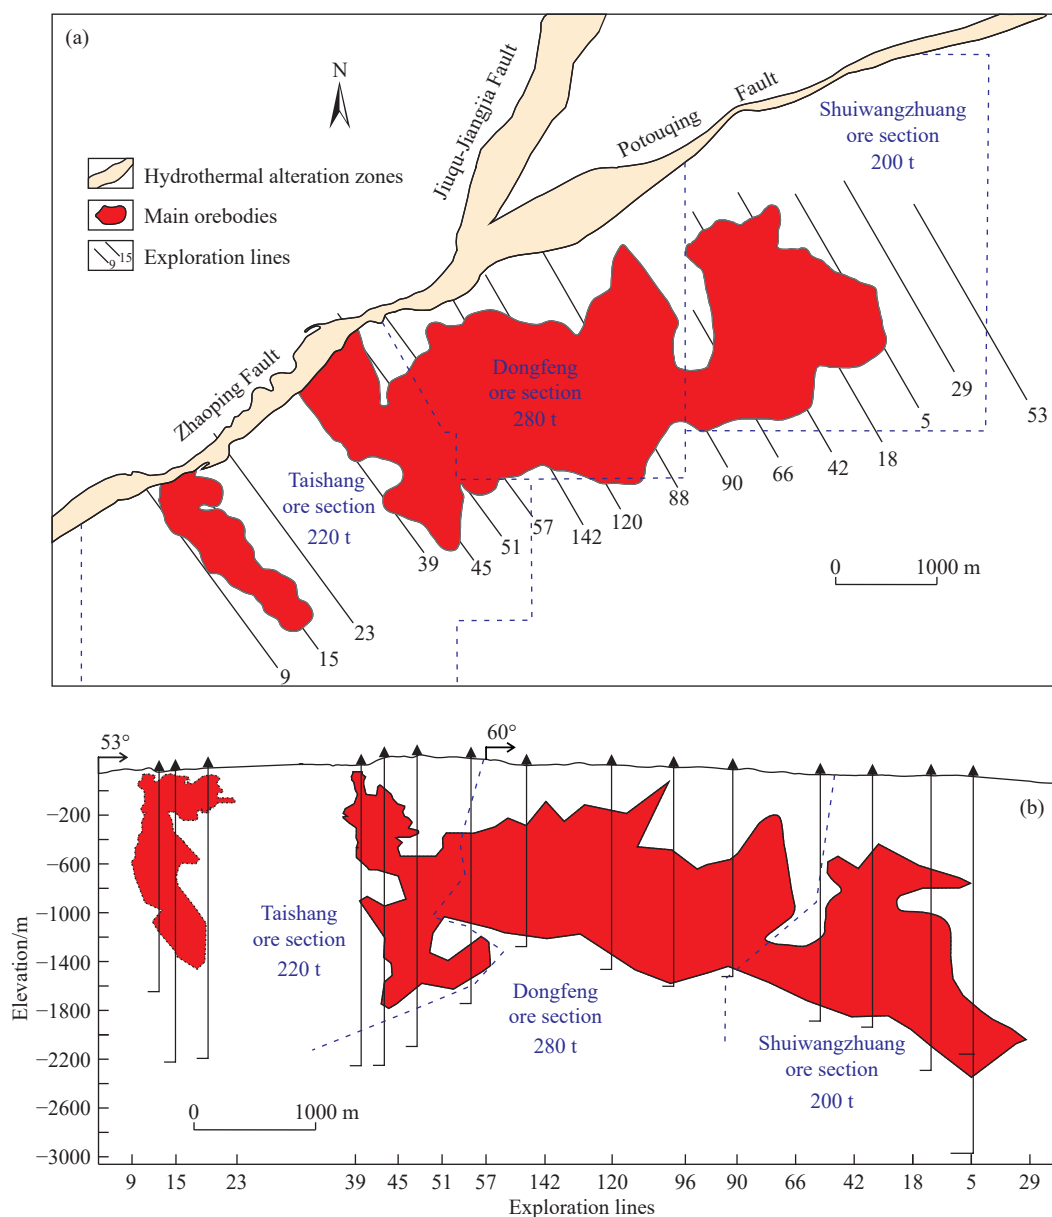 (a)
N
Jiuqu-Jiangjia Fault
Potouqing Fault
Zhaoping Fault
Hydrothermal alteration zones
Main orebodies
9 15
Exploration lines
Shuiwangzhuang
ore section
200 t
Dongfeng
ore section
280 t
Taishang
ore section
220 t
9
15
23
39
45
51
57
142
120
88
90
66
42
18
5
29
53
0 1000 m
(b)
53°
60°
Elevation/m
−200
−600
−1000
−1400
−1800
−2200
−2600
−3000
Taishang
ore section
220 t
Dongfeng
ore section
280 t
Shuiwangzhuang
ore section
200 t
0 1000 m
9 15 23 39 45 51 57 142 120 96 90 66 42 18 5 29
Exploration lines